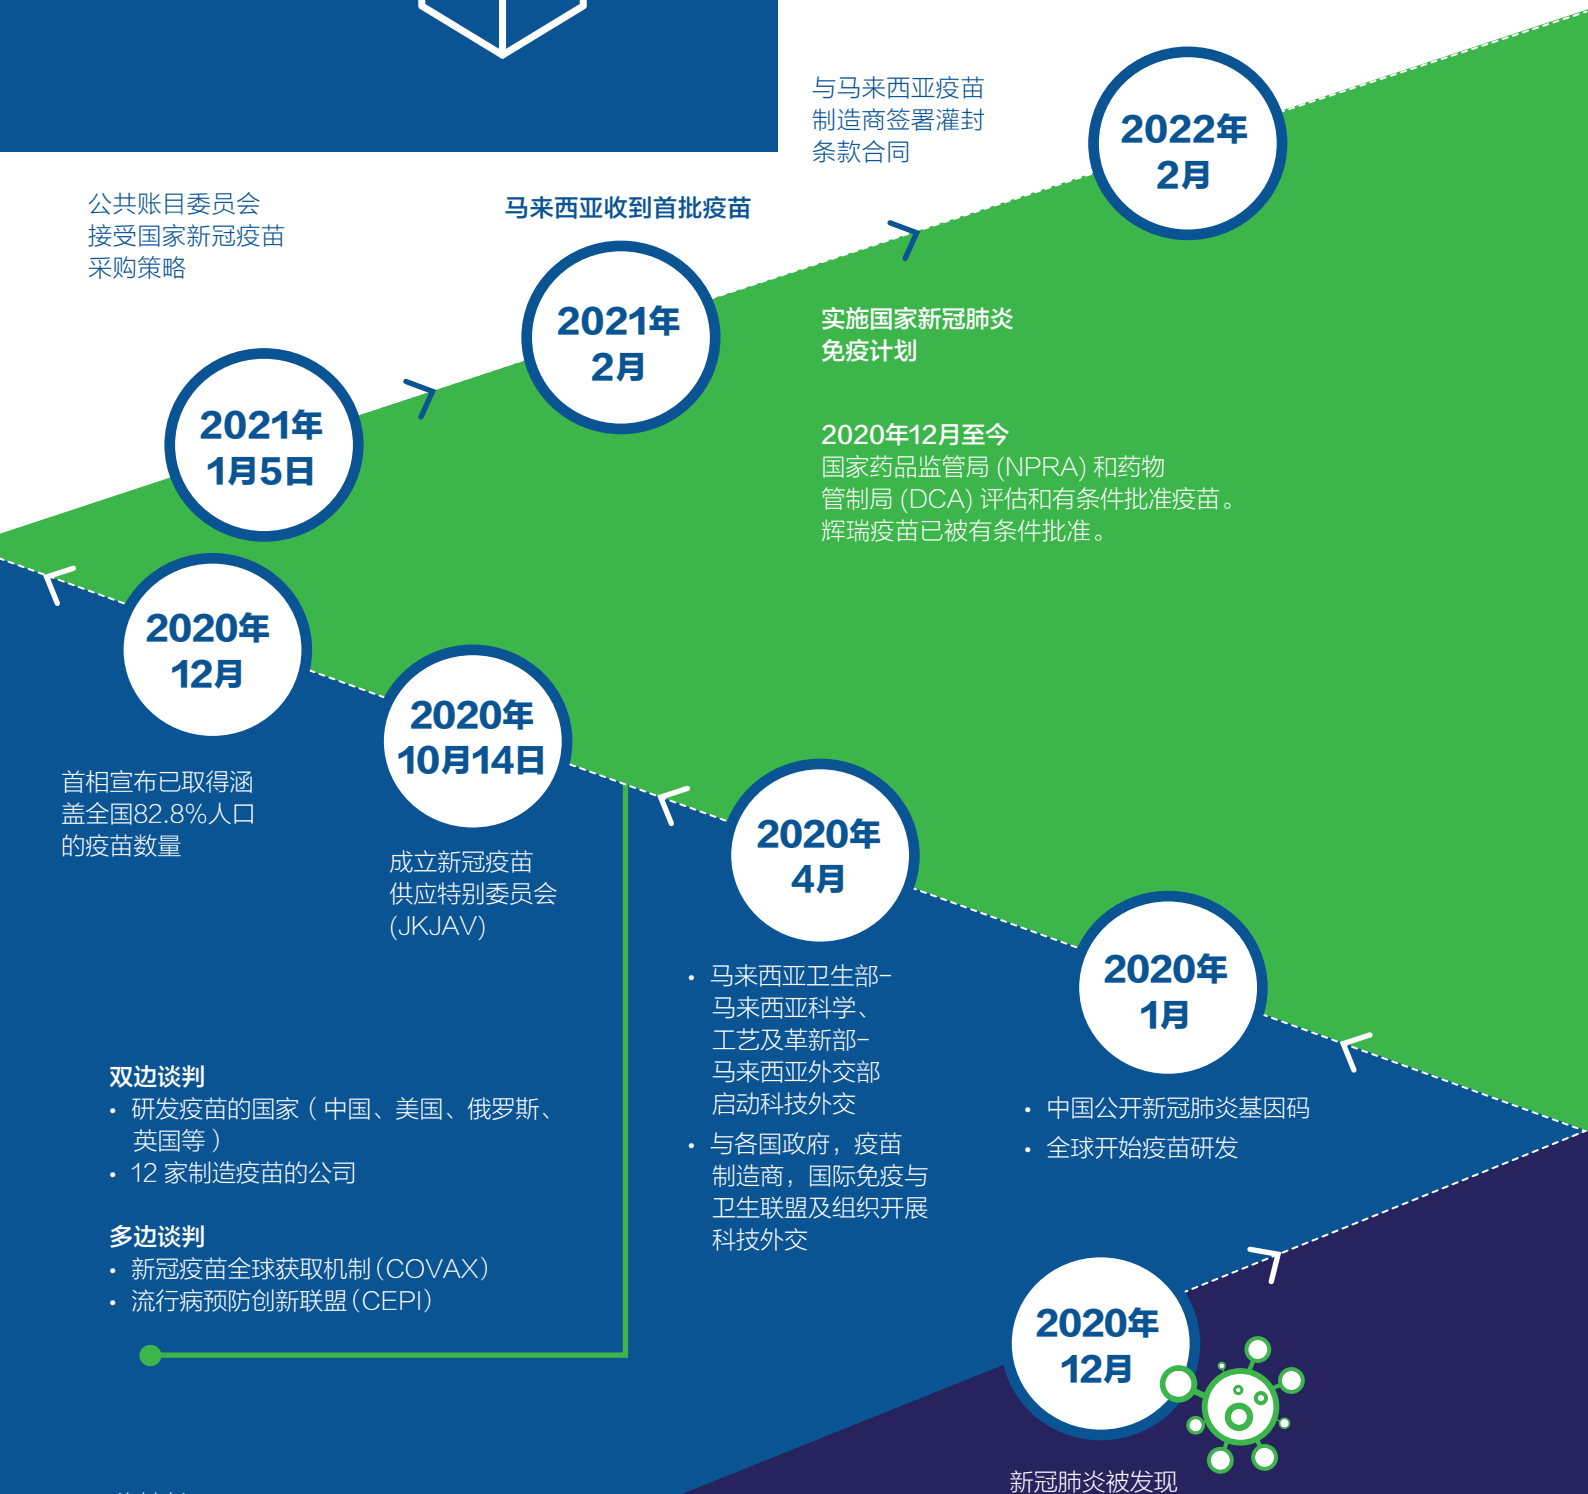 与马来西亚疫苗
制造商签署灌封
条款合同
2022年
2月
公共账目委员会
接受国家新冠疫苗
采购策略
马来西亚收到首批疫苗
2021年
2月
2021年
1月5日
实施国家新冠肺炎
免疫计划
2020年12月至今
国家药品监管局 (NPRA) 和药物
管制局 (DCA) 评估和有条件批准疫苗。
辉瑞疫苗已被有条件批准。
2020年
12月
首相宣布已取得涵
盖全国82.8%人口
的疫苗数量
2020年
10月14日
成立新冠疫苗
供应特别委员会
(JKJAV)
2020年
4月
• 马来西亚卫生部-
马来西亚科学、
工艺及革新部-
马来西亚外交部
启动科技外交
• 与各国政府，疫苗
制造商，国际免疫与
卫生联盟及组织开展
科技外交
2020年
1月
• 中国公开新冠肺炎基因码
• 全球开始疫苗研发
双边谈判
• 研发疫苗的国家（中国、美国、俄罗斯、
英国等）
• 12 家制造疫苗的公司
多边谈判
• 新冠疫苗全球获取机制（COVAX）
• 流行病预防创新联盟（CEPI）
2020年
12月
新冠肺炎被发现